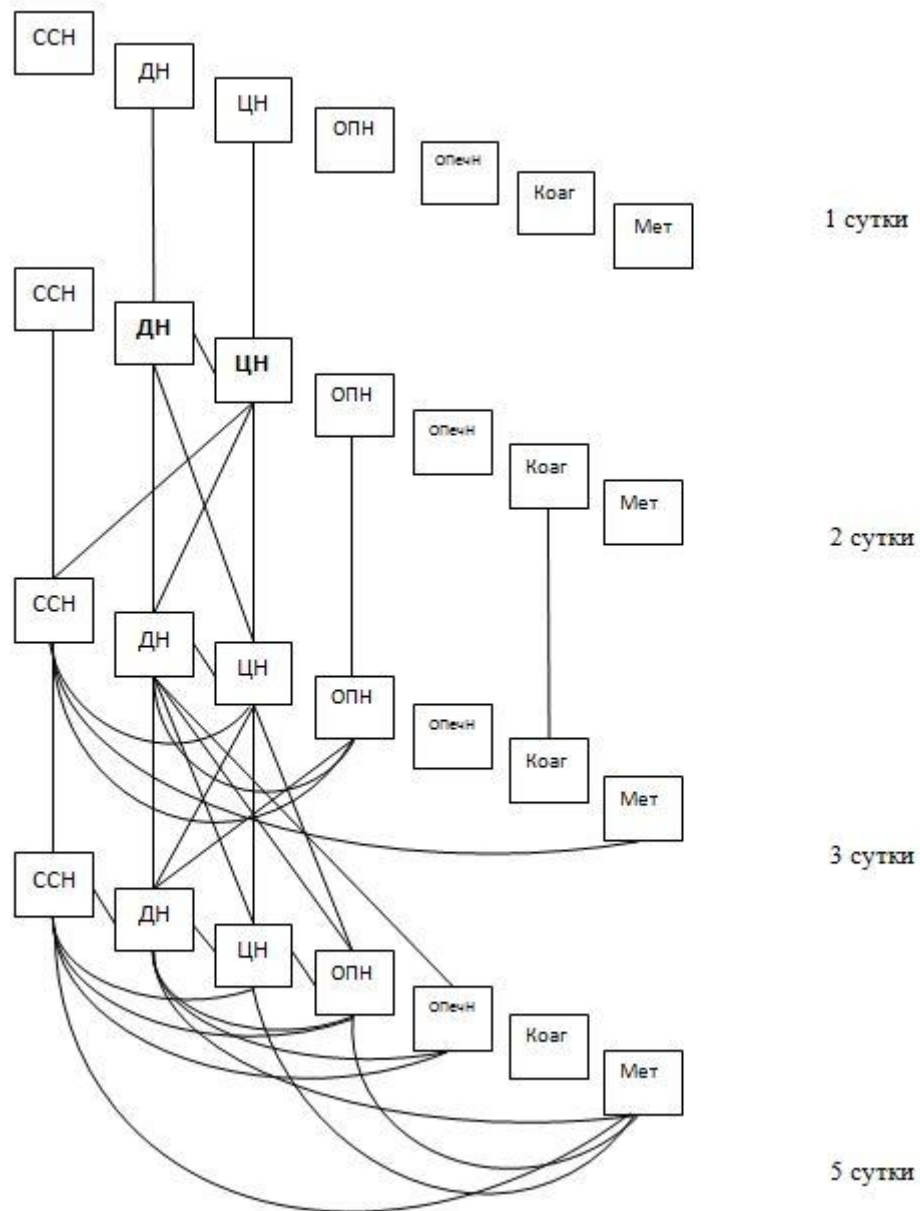 ССН
ДН
ЦН
ОПН
ОПечН
Коаг
Мет
1 сутки
ССН
ДН
ЦН
ОПН
ОПечН
Коаг
Мет
2 сутки
ССН
ДН
ЦН
ОПН
ОПечН
Коаг
Мет
3 сутки
ССН
ДН
ЦН
ОПН
ОПечН
Коаг
Мет
5 сутки